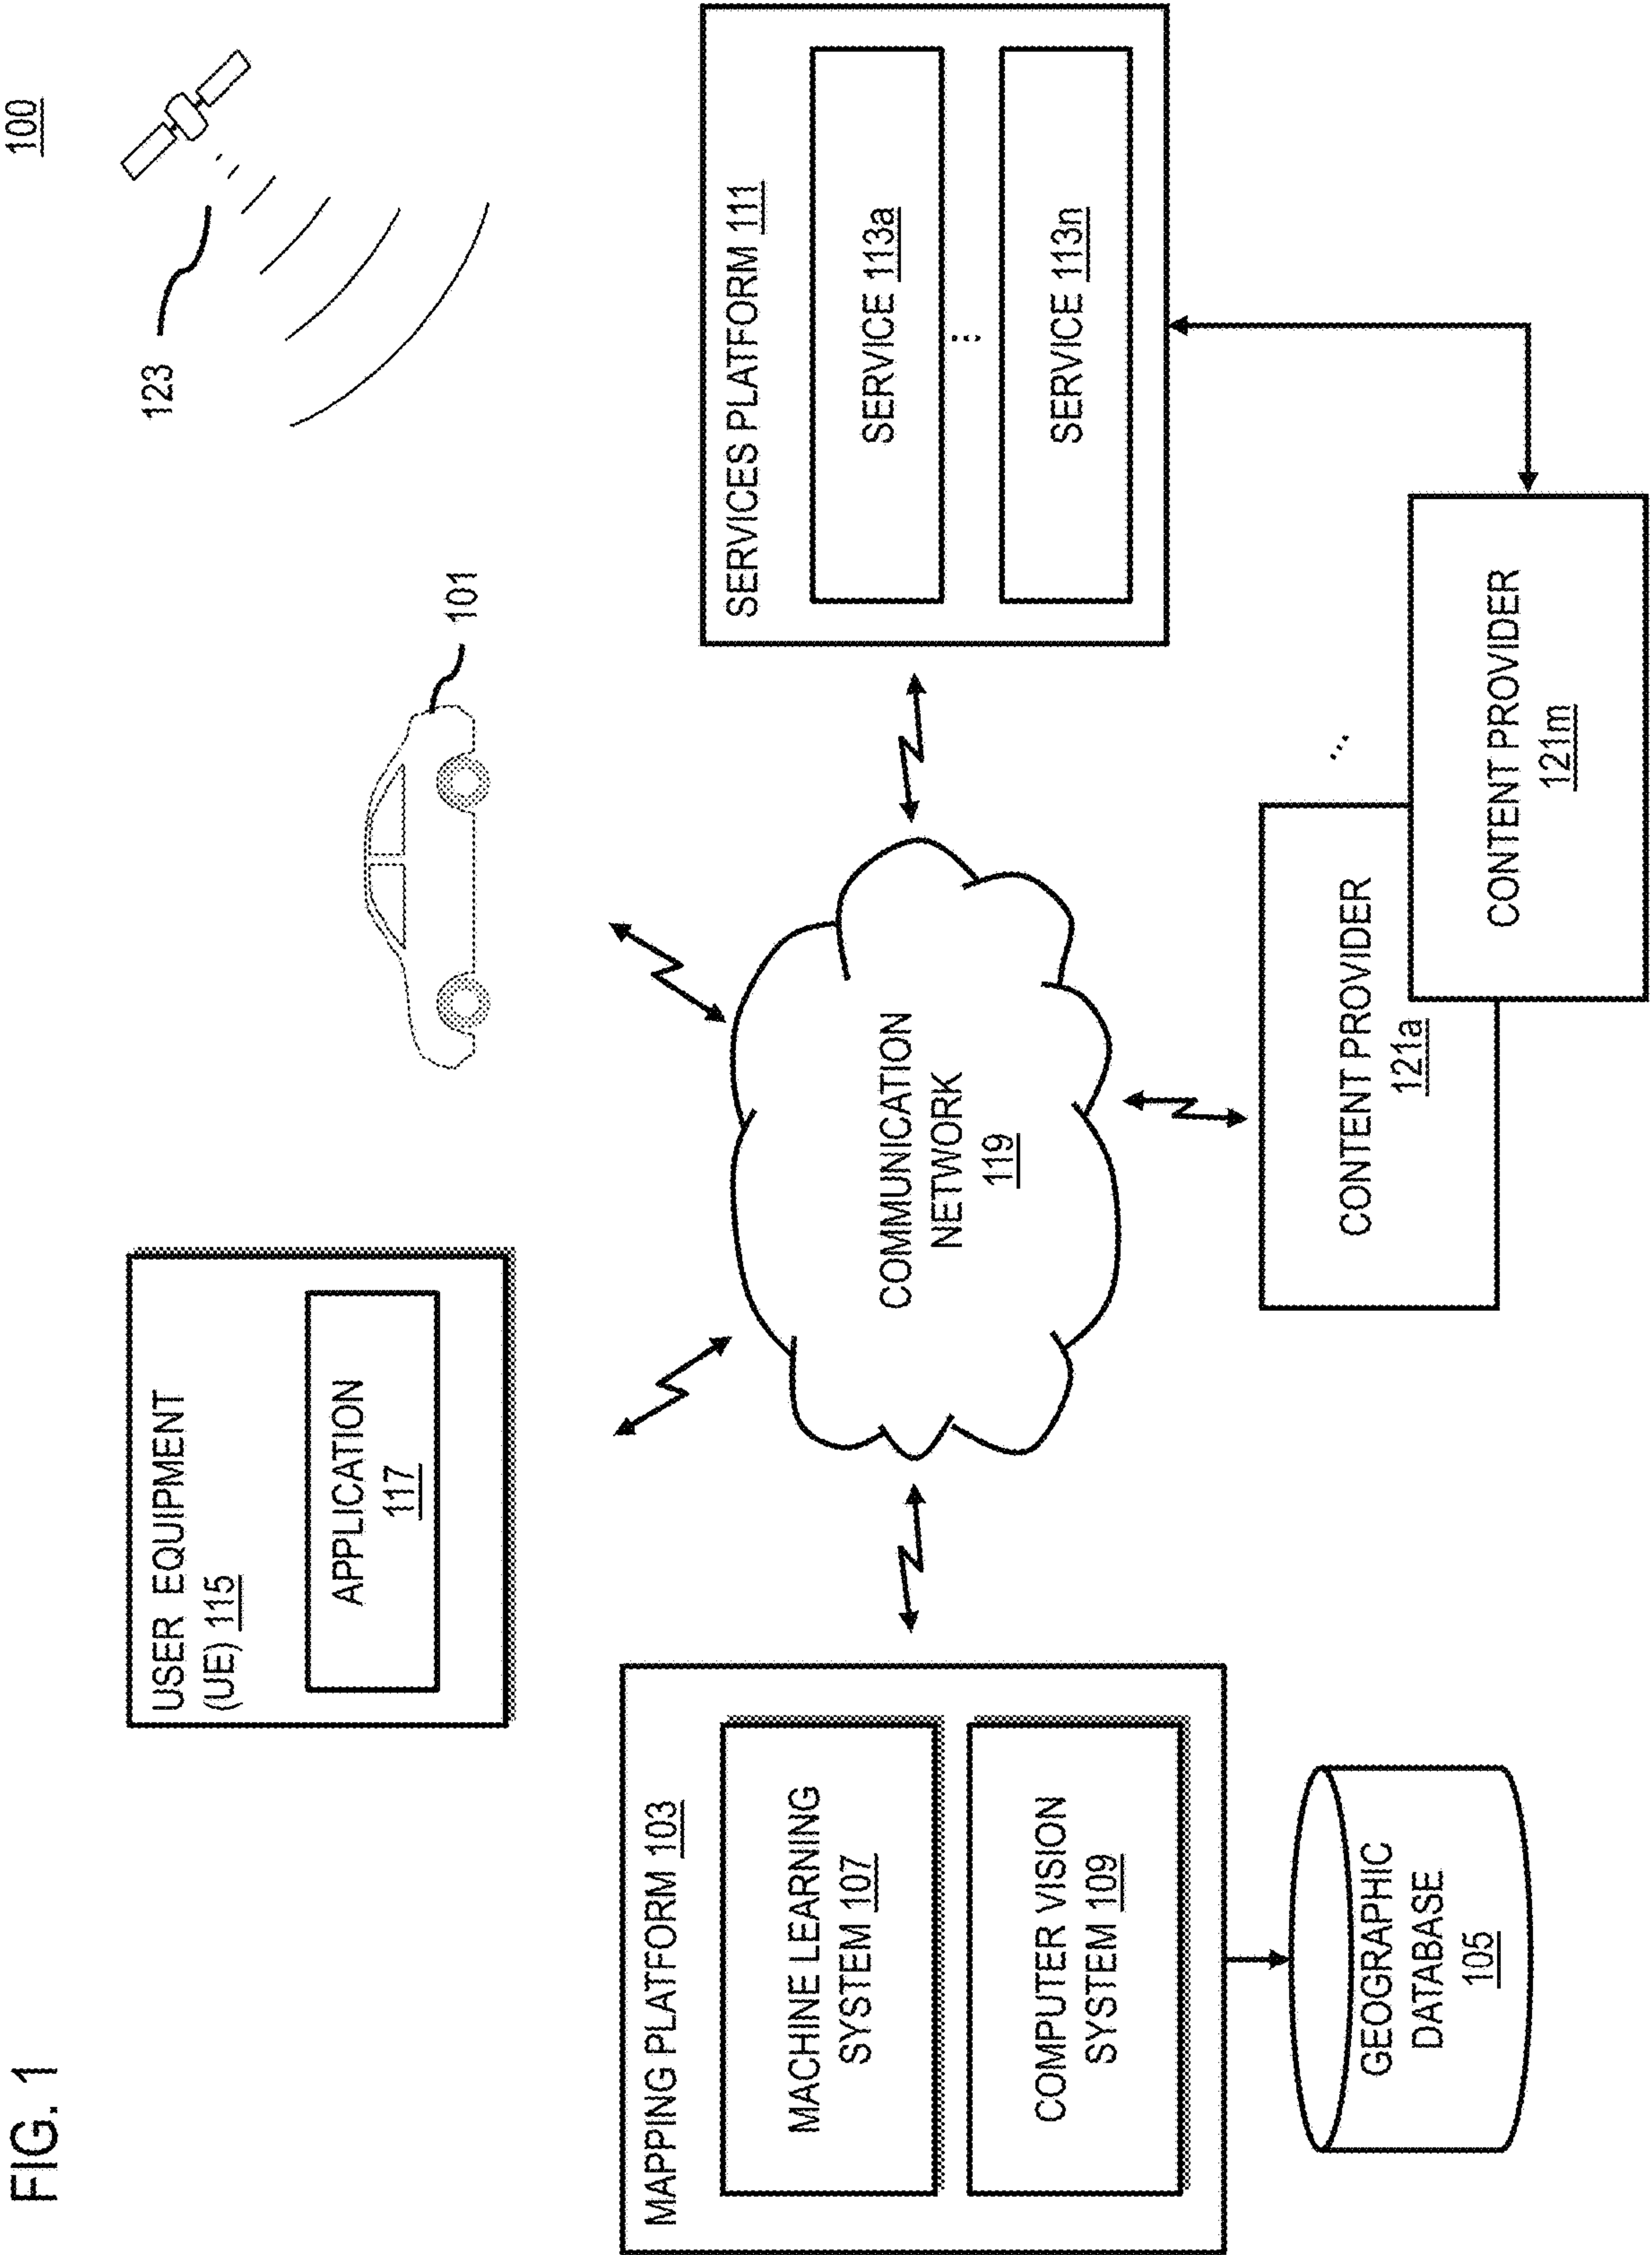 FIG. 1
100
USER EQUIPMENT
(UE) 115
APPLICATION
117
101
123
MAPPING PLATFORM 103
MACHINE LEARNING
SYSTEM 107
COMPUTER VISION
SYSTEM 109
GEOGRAPHIC
DATABASE
105
COMMUNICATION
NETWORK
119
SERVICES PLATFORM 111
SERVICE 113a
...
SERVICE 113n
CONTENT PROVIDER
121a
...
CONTENT PROVIDER
121m